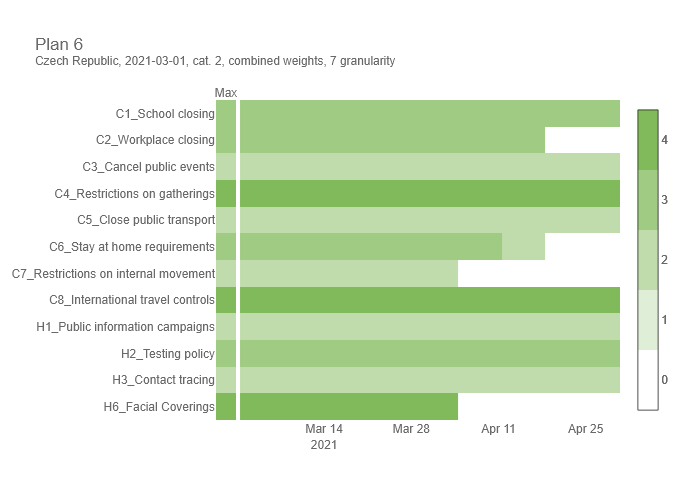 Plan 6
Czech Republic, 2021-03-01, cat. 2, combined weights, 7 granularity
Max
C1_School closing
C2_Workplace closing
C3_Cancel public events
C4_Restrictions on gatherings
C5_Close public transport
C6_Stay at home requirements
C7_Restrictions on internal movement
C8_International travel controls
H1_Public information campaigns
H2_Testing policy
H3_Contact tracing
H6_Facial Coverings
Mar 14 Mar 28 Apr 11 Apr 25
2021
4
3
2
1
0